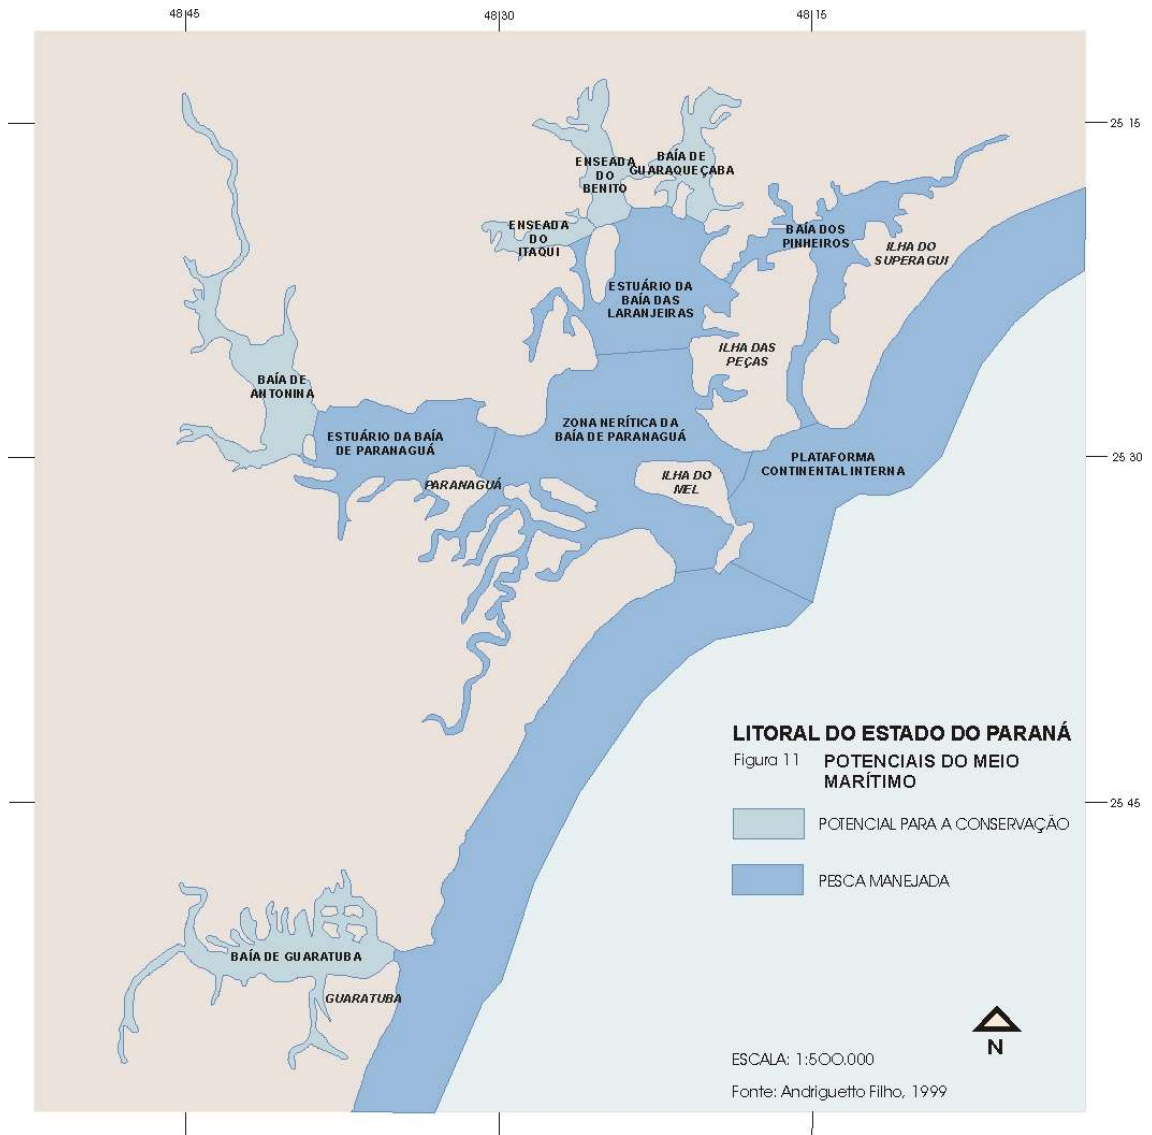 48 45
48 30
48 15
25 15
ENSEADA
DO
BENITO
BAÍA DE
GUARAQUEÇABA
ENSEADA
DO
ITAQUI
BAÍA DOS
PINHEIROS
ILHA DO
SUPERAGUI
ESTUÁRIO DA
BAÍA DAS
LARANJEIRAS
ILHA DAS
PEÇAS
BAÍA DE
ANTONINA
ESTUÁRIO DA BAÍA
DE PARANAGUÁ
ZONA NERÍTICA DA
BAÍA DE PARANAGUÁ
PLATAFORMA
CONTINENTAL INTERNA
25 30
PARANAGUÁ
ILHA DO
MEL
LITORAL DO ESTADO DO PARANÁ
Figura 11 POTENCIAIS DO MEIO
MARÍTIMO
25 45
POTENCIAL PARA A CONSERVAÇÃO
PESCA MANEJADA
BAÍA DE GUARATUBA
GUARATUBA
N
ESCALA: 1:500.000
Fonte: Andriguetto Filho, 1999